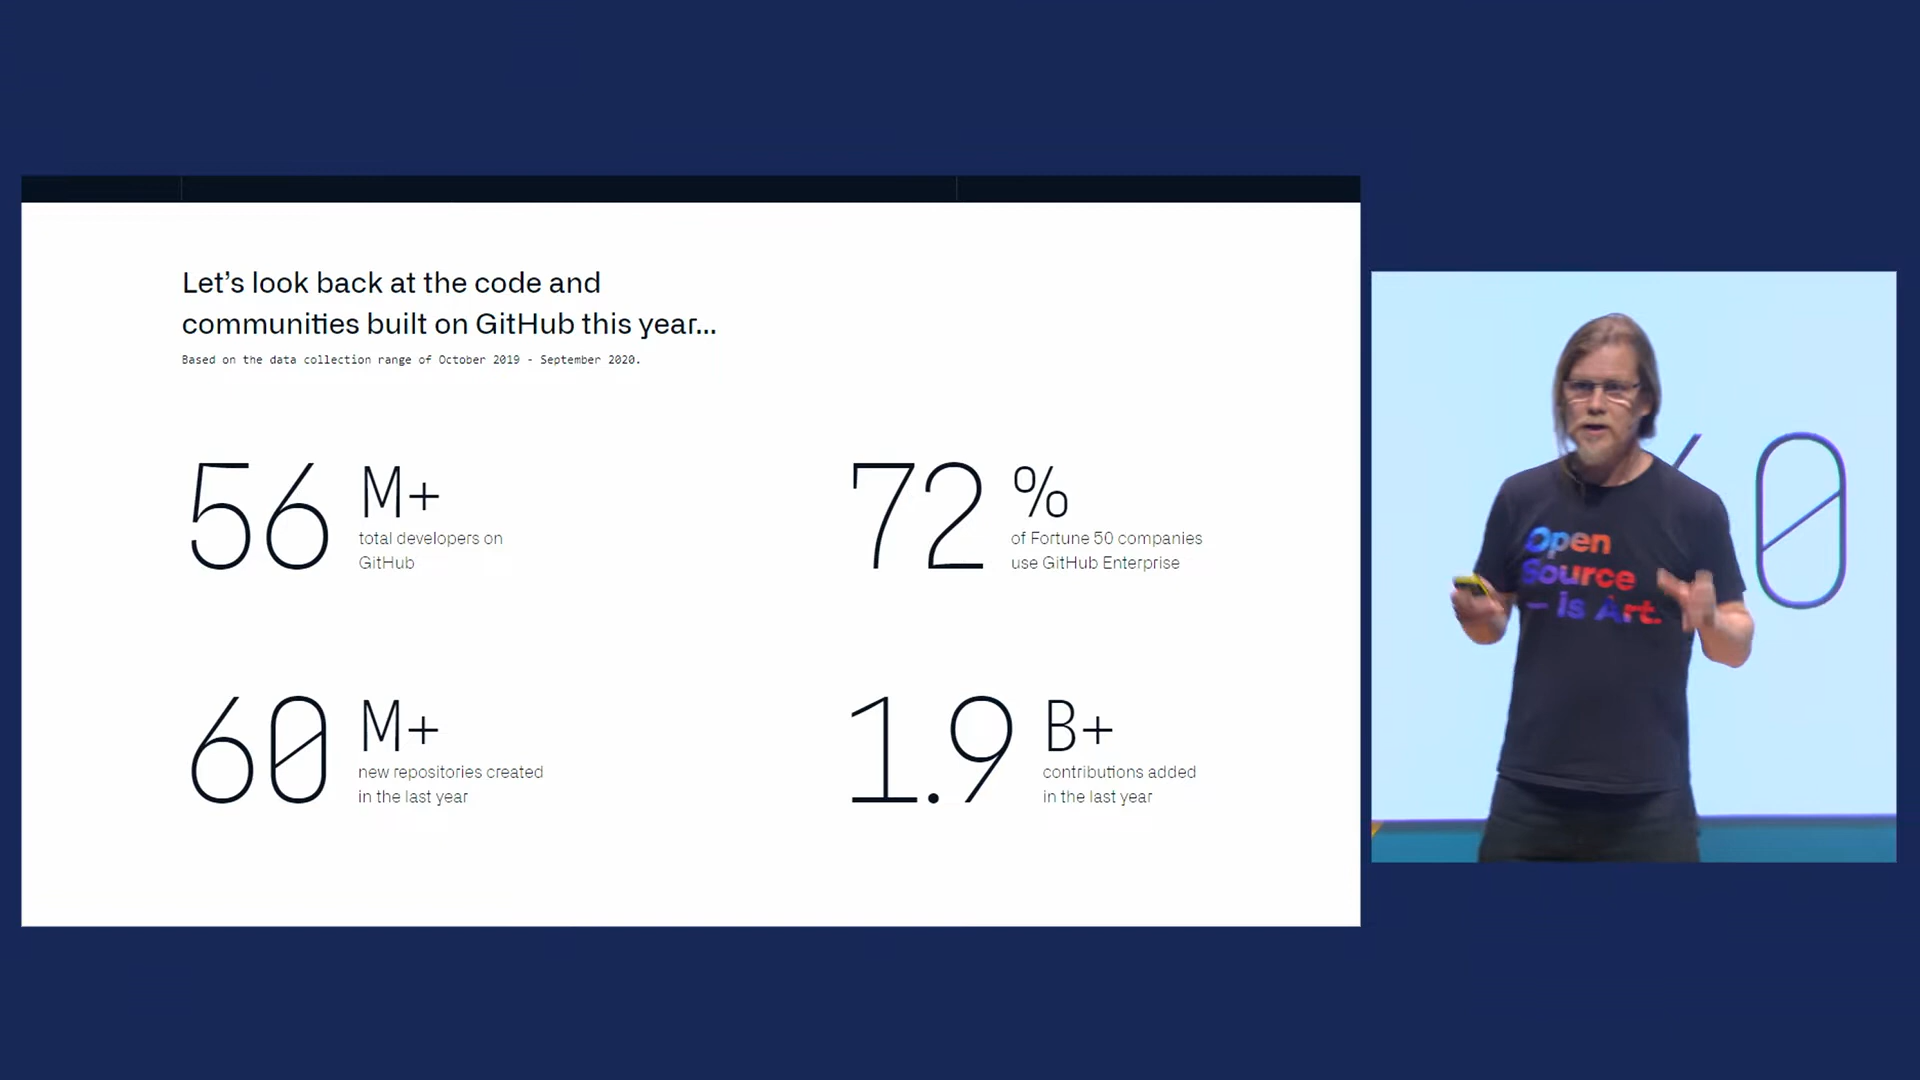 Let’s look back at the code and
communities built on GitHub this year...
Based on the data collection range of October 2019 - September 2020.
56 M+
total developers on
GitHub
72 %
of Fortune 50 companies
use GitHub Enterprise
60 M+
new repositories created
in the last year
1.9 B+
contributions added
in the last year
60
Open
Source
— is Art.